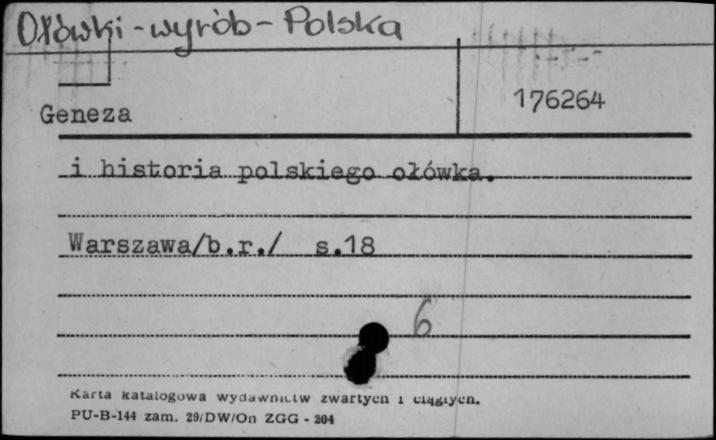 Ołówki - wyrób - Polska
176264
Geneza
i historia polskiego ołówka.
Warszawa/b.r./ s.18
6
Karta katalogowa wydawnictw zwartych i ciągłych.
PU-B-144 zam. 29/DW/On ZGG - 204